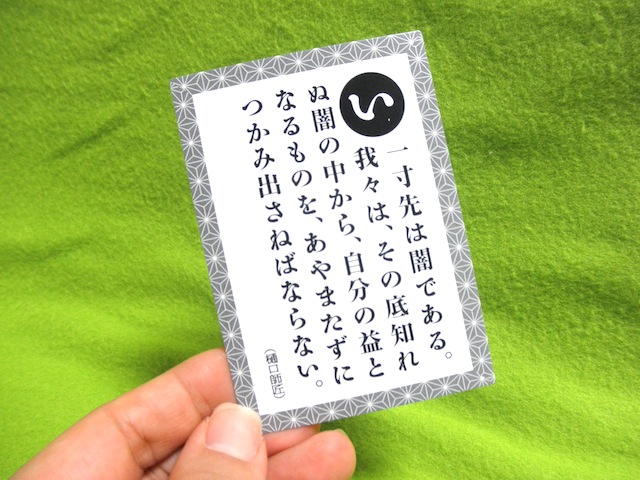 い
一寸先は闇である。
我々は、その底知れ
ぬ闇の中から、自分の益と
なるものを、あやまたずに
つかみ出さねばならない。
（樋口師匠）